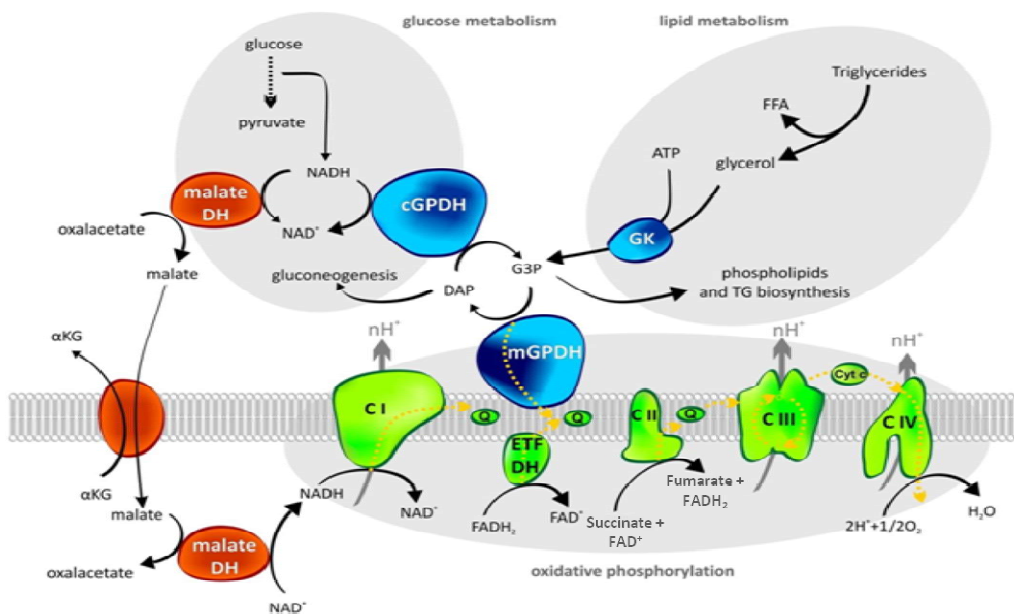 glucose metabolism
lipid metabolism
glucose
pyruvate
NADH
NAD⁺
malate
DH
cGPDH
oxalacetate
malate
gluconeogenesis
DAP
G3P
Triglycerides
FFA
glycerol
ATP
GK
phospholipids
and TG biosynthesis
αKG
αKG
malate
oxalacetate
malate
DH
NAD⁺
NADH
NAD⁺
nH⁺
C I
Q
mGPDH
Q
ETF
DH
FADH₂
FAD⁺
C II
Q
Succinate +
FAD⁺
Fumarate +
FADH₂
nH⁺
C III
Cyt c
nH⁺
C IV
2H⁺+1/2O₂
H₂O
oxidative phosphorylation